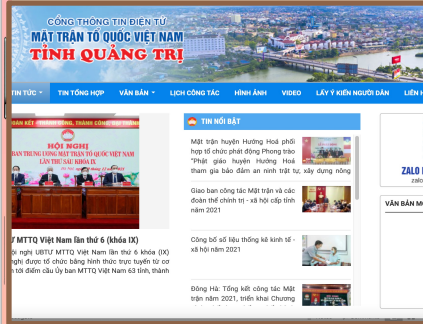 CỔNG THÔNG TIN ĐIỆN TỬ
MẶT TRẬN TỔ QUỐC VIỆT NAM
TỈNH QUẢNG TRỊ
TIN TỨC
TIN TỔNG HỢP
VĂN BẢN
LỊCH CÔNG TÁC
HÌNH ẢNH
VIDEO
LẤY Ý KIẾN NGƯỜI DÂN
LIÊN H
ĐOÀN KẾT - THÀNH CÔNG, THÀNH CÔNG
HỘI NGHỊ
BAN TRUNG ƯƠNG MẶT TRẬN TỔ QUỐC VIỆT NAM
LẦN THỨ SÁU KHÓA IX
MTTQ Việt Nam lần thứ 6 (khóa IX)
nghị UBTƯ MTTQ Việt Nam lần thứ 6 khóa (IX)
được tổ chức bằng hình thức trực tuyến từ
tới điểm cầu Ủy ban MTTQ Việt Nam 63 tỉnh, thành
TIN NỔI BẬT
Mặt trận huyện Hướng Hoá phối
hợp tổ chức phát động Phong trào
"Phật giáo huyện Hướng Hoá
tham gia bảo đảm an ninh trật tự, xây dựng nông
Giao ban công tác Mặt trận và các
đoàn thể chính trị - xã hội cấp tỉnh
năm 2021
Công bố số liệu thống kê kinh tế -
xã hội năm 2021
Đông Hà: Tổng kết công tác Mặt
trận năm 2021, triển khai Chương
ZALO
zalo
VĂN BẢN M